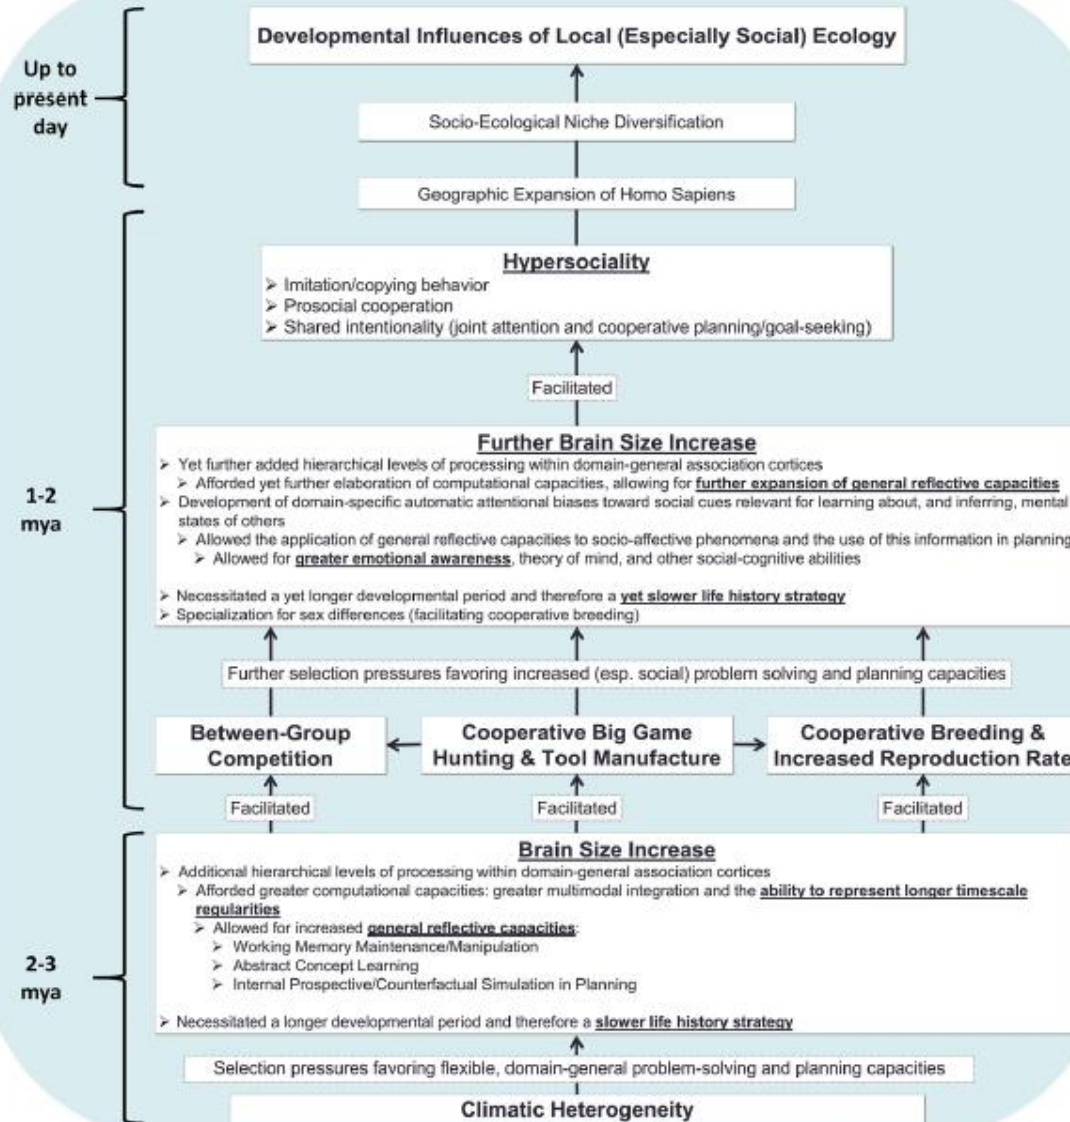 Developmental Influences of Local (Especially Social) Ecology
Up to
present
day
Socio-Ecological Niche Diversification
Geographic Expansion of Homo Sapiens
Hypersociality
➢ Imitation/copying behavior
➢ Prosocial cooperation
➢ Shared intentionality (joint attention and cooperative planning/goal-seeking)
Facilitated
1-2
mya
Further Brain Size Increase
➢ Yet further added hierarchical levels of processing within domain-general association cortices
➢ Afforded yet further elaboration of computational capacities, allowing for further expansion of general reflective capacities
➢ Development of domain-specific automatic attentional biases toward social cues relevant for learning about, and inferring, mental
states of others
➢ Allowed the application of general reflective capacities to socio-affective phenomena and the use of this information in planning
➢ Allowed for greater emotional awareness, theory of mind, and other social-cognitive abilities
➢ Necessitated a yet longer developmental period and therefore a yet slower life history strategy
➢ Specialization for sex differences (facilitating cooperative breeding)
Further selection pressures favoring increased (esp. social) problem solving and planning capacities
Between-Group
Competition
Cooperative Big Game
Hunting & Tool Manufacture
Cooperative Breeding &
Increased Reproduction Rate
Facilitated
Facilitated
Facilitated
2-3
mya
Brain Size Increase
➢ Additional hierarchical levels of processing within domain-general association cortices
➢ Afforded greater computational capacities: greater multimodal integration and the ability to represent longer timescale
regularities
➢ Allowed for increased general reflective capacities:
➢ Working Memory Maintenance/Manipulation
➢ Abstract Concept Learning
➢ Internal Prospective/Counterfactual Simulation in Planning
➢ Necessitated a longer developmental period and therefore a slower life history strategy
Selection pressures favoring flexible, domain-general problem-solving and planning capacities
Climatic Heterogeneity